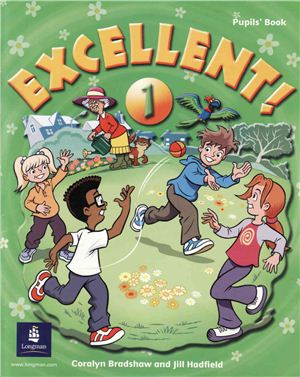 Pupils' Book
EXCELLENT!
1
Coralyn Bradshaw and Jill Hadfield
Longman
www.longman.com